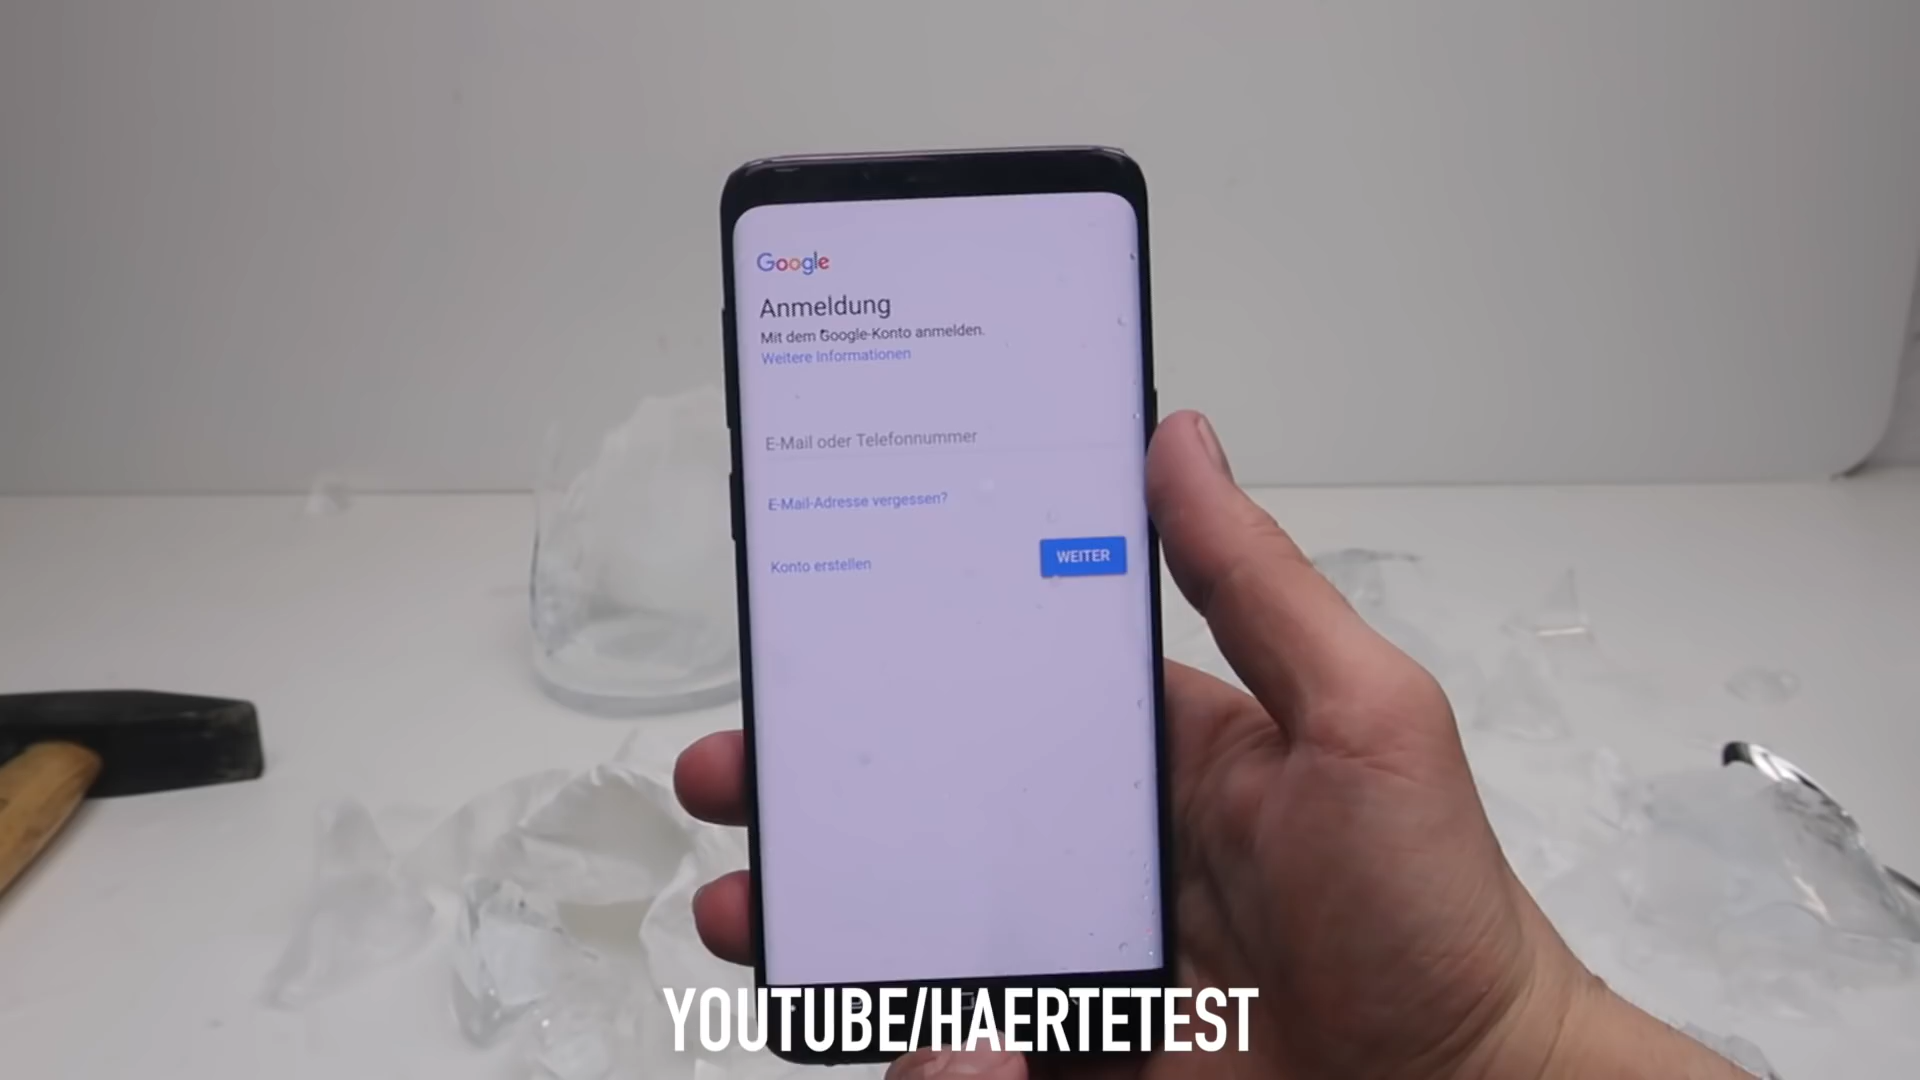 Google
Anmeldung
Mit dem Google-Konto anmelden.
Weitere Informationen
E-Mail oder Telefonnummer
E-Mail-Adresse vergessen?
Konto erstellen
WEITER
YOUTUBE/HAERTETEST